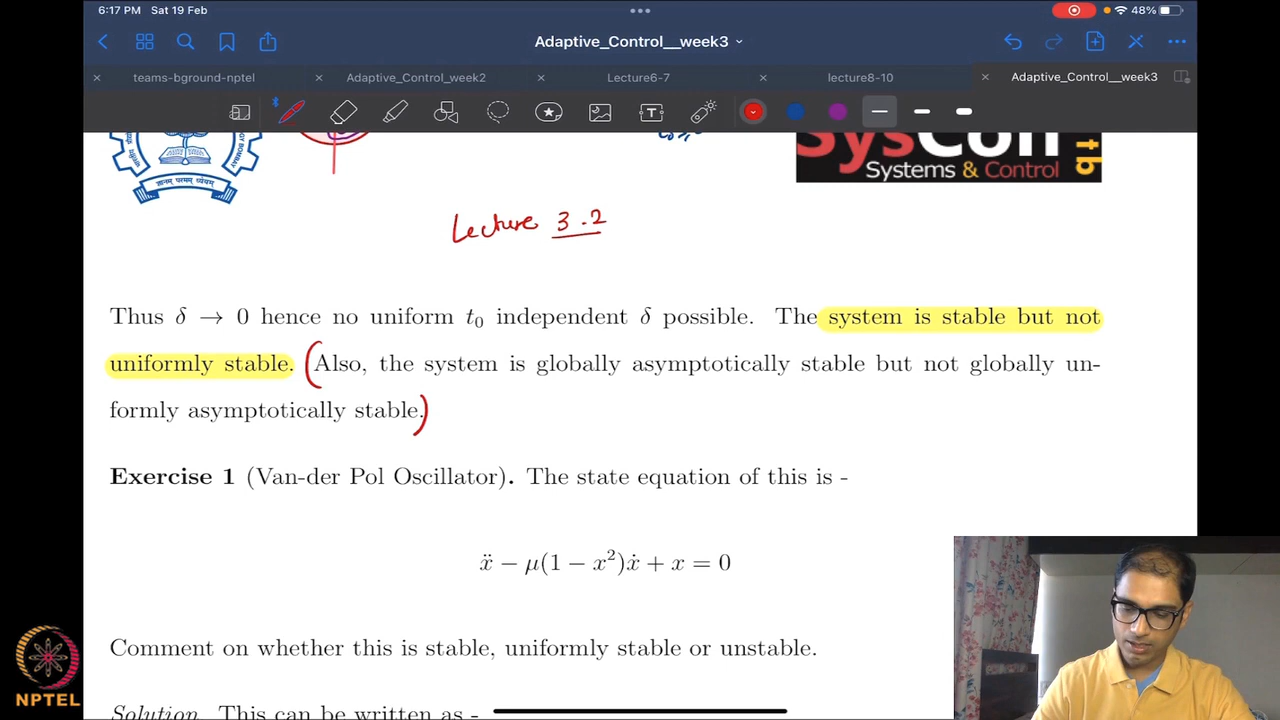 6:17 PM Sat 19 Feb
48%
Adaptive_Control__week3
teams-bground-nptel
Adaptive_Control_week2
Lecture6-7
lecture8-10
Adaptive_Control__week3
SysCon
Systems & Control
itb
Lecture 3.2
Thus δ → 0 hence no uniform t₀ independent δ possible. The system is stable but not
uniformly stable. (Also, the system is globally asymptotically stable but not globally un-
formly asymptotically stable.)
Exercise 1 (Van-der Pol Oscillator). The state equation of this is -
ẍ − μ(1 − x²)ẋ + x = 0
Comment on whether this is stable, uniformly stable or unstable.
Solution. This can be written as -
NPTEL